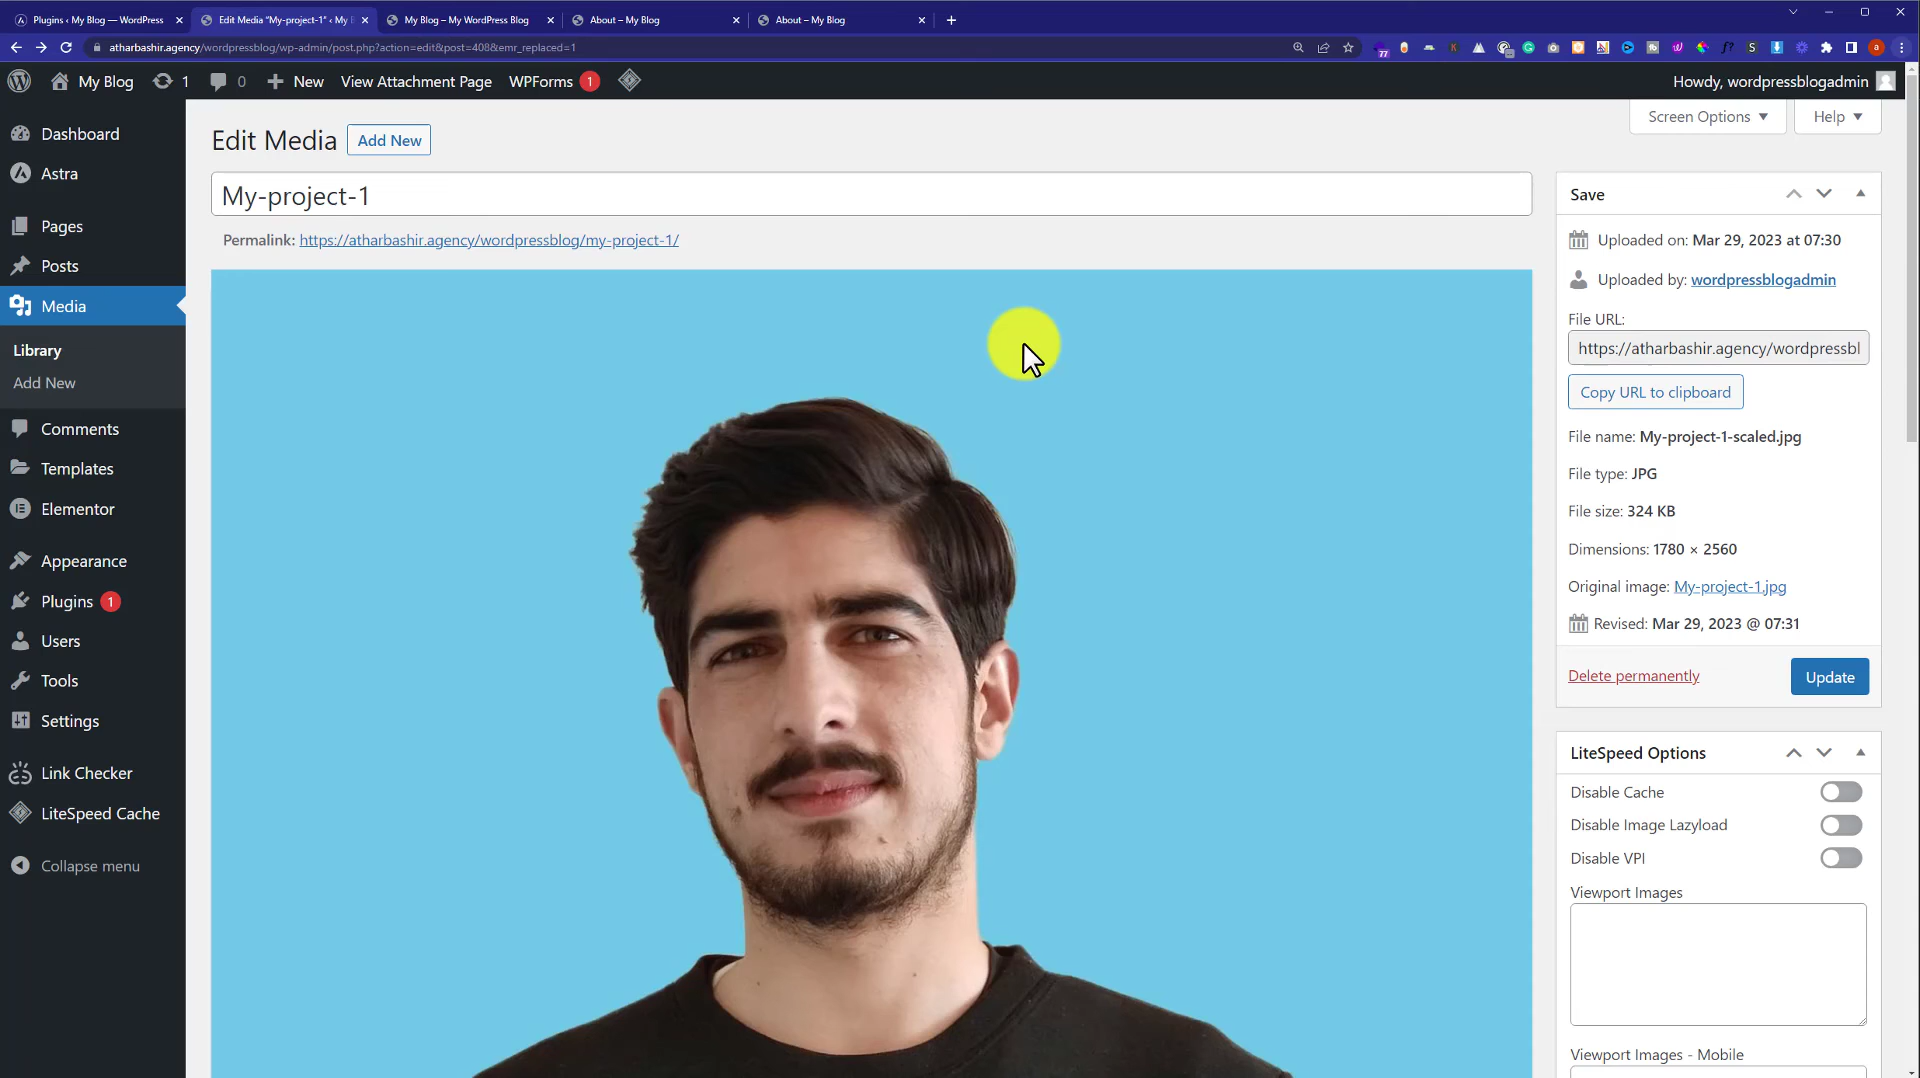 Plugins ‹ My Blog — WordPress
Edit Media “My-project-1” ‹ My B
My Blog – My WordPress Blog
About – My Blog
About – My Blog
atharbashir.agency/wordpressblog/wp-admin/post.php?action=edit&post=408&emr_replaced=1
My Blog
1
0
New
View Attachment Page
WPForms 1
Howdy, wordpressblogadmin
Screen Options
Help
Dashboard
Astra
Pages
Posts
Media
Library
Add New
Comments
Templates
Elementor
Appearance
Plugins 1
Users
Tools
Settings
Link Checker
LiteSpeed Cache
Collapse menu
Edit Media
Add New
My-project-1
Permalink: https://atharbashir.agency/wordpressblog/my-project-1/
Save
Uploaded on: Mar 29, 2023 at 07:30
Uploaded by: wordpressblogadmin
File URL:
https://atharbashir.agency/wordpressbl
Copy URL to clipboard
File name: My-project-1-scaled.jpg
File type: JPG
File size: 324 KB
Dimensions: 1780 × 2560
Original image: My-project-1.jpg
Revised: Mar 29, 2023 @ 07:31
Delete permanently
Update
LiteSpeed Options
Disable Cache
Disable Image Lazyload
Disable VPI
Viewport Images
Viewport Images - Mobile